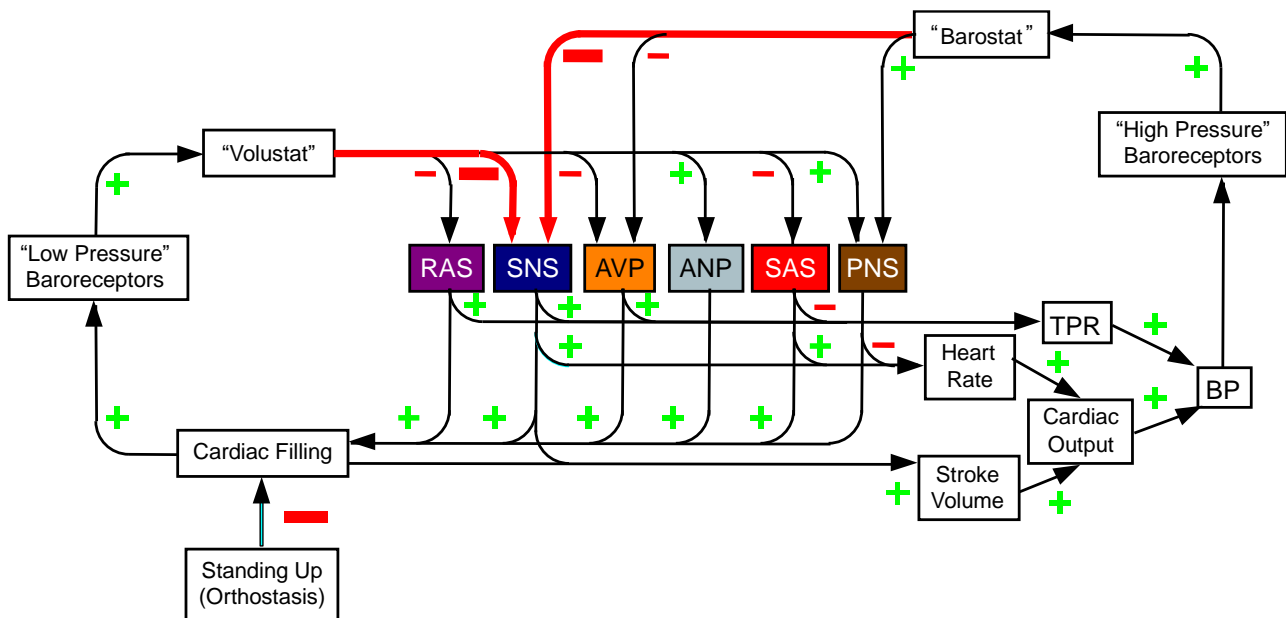 “Barostat”
“Volustat”
“High Pressure”
Baroreceptors
“Low Pressure”
Baroreceptors
RAS
SNS
AVP
ANP
SAS
PNS
TPR
Heart
Rate
BP
Cardiac
Output
Cardiac Filling
Stroke
Volume
Standing Up
(Orthostasis)